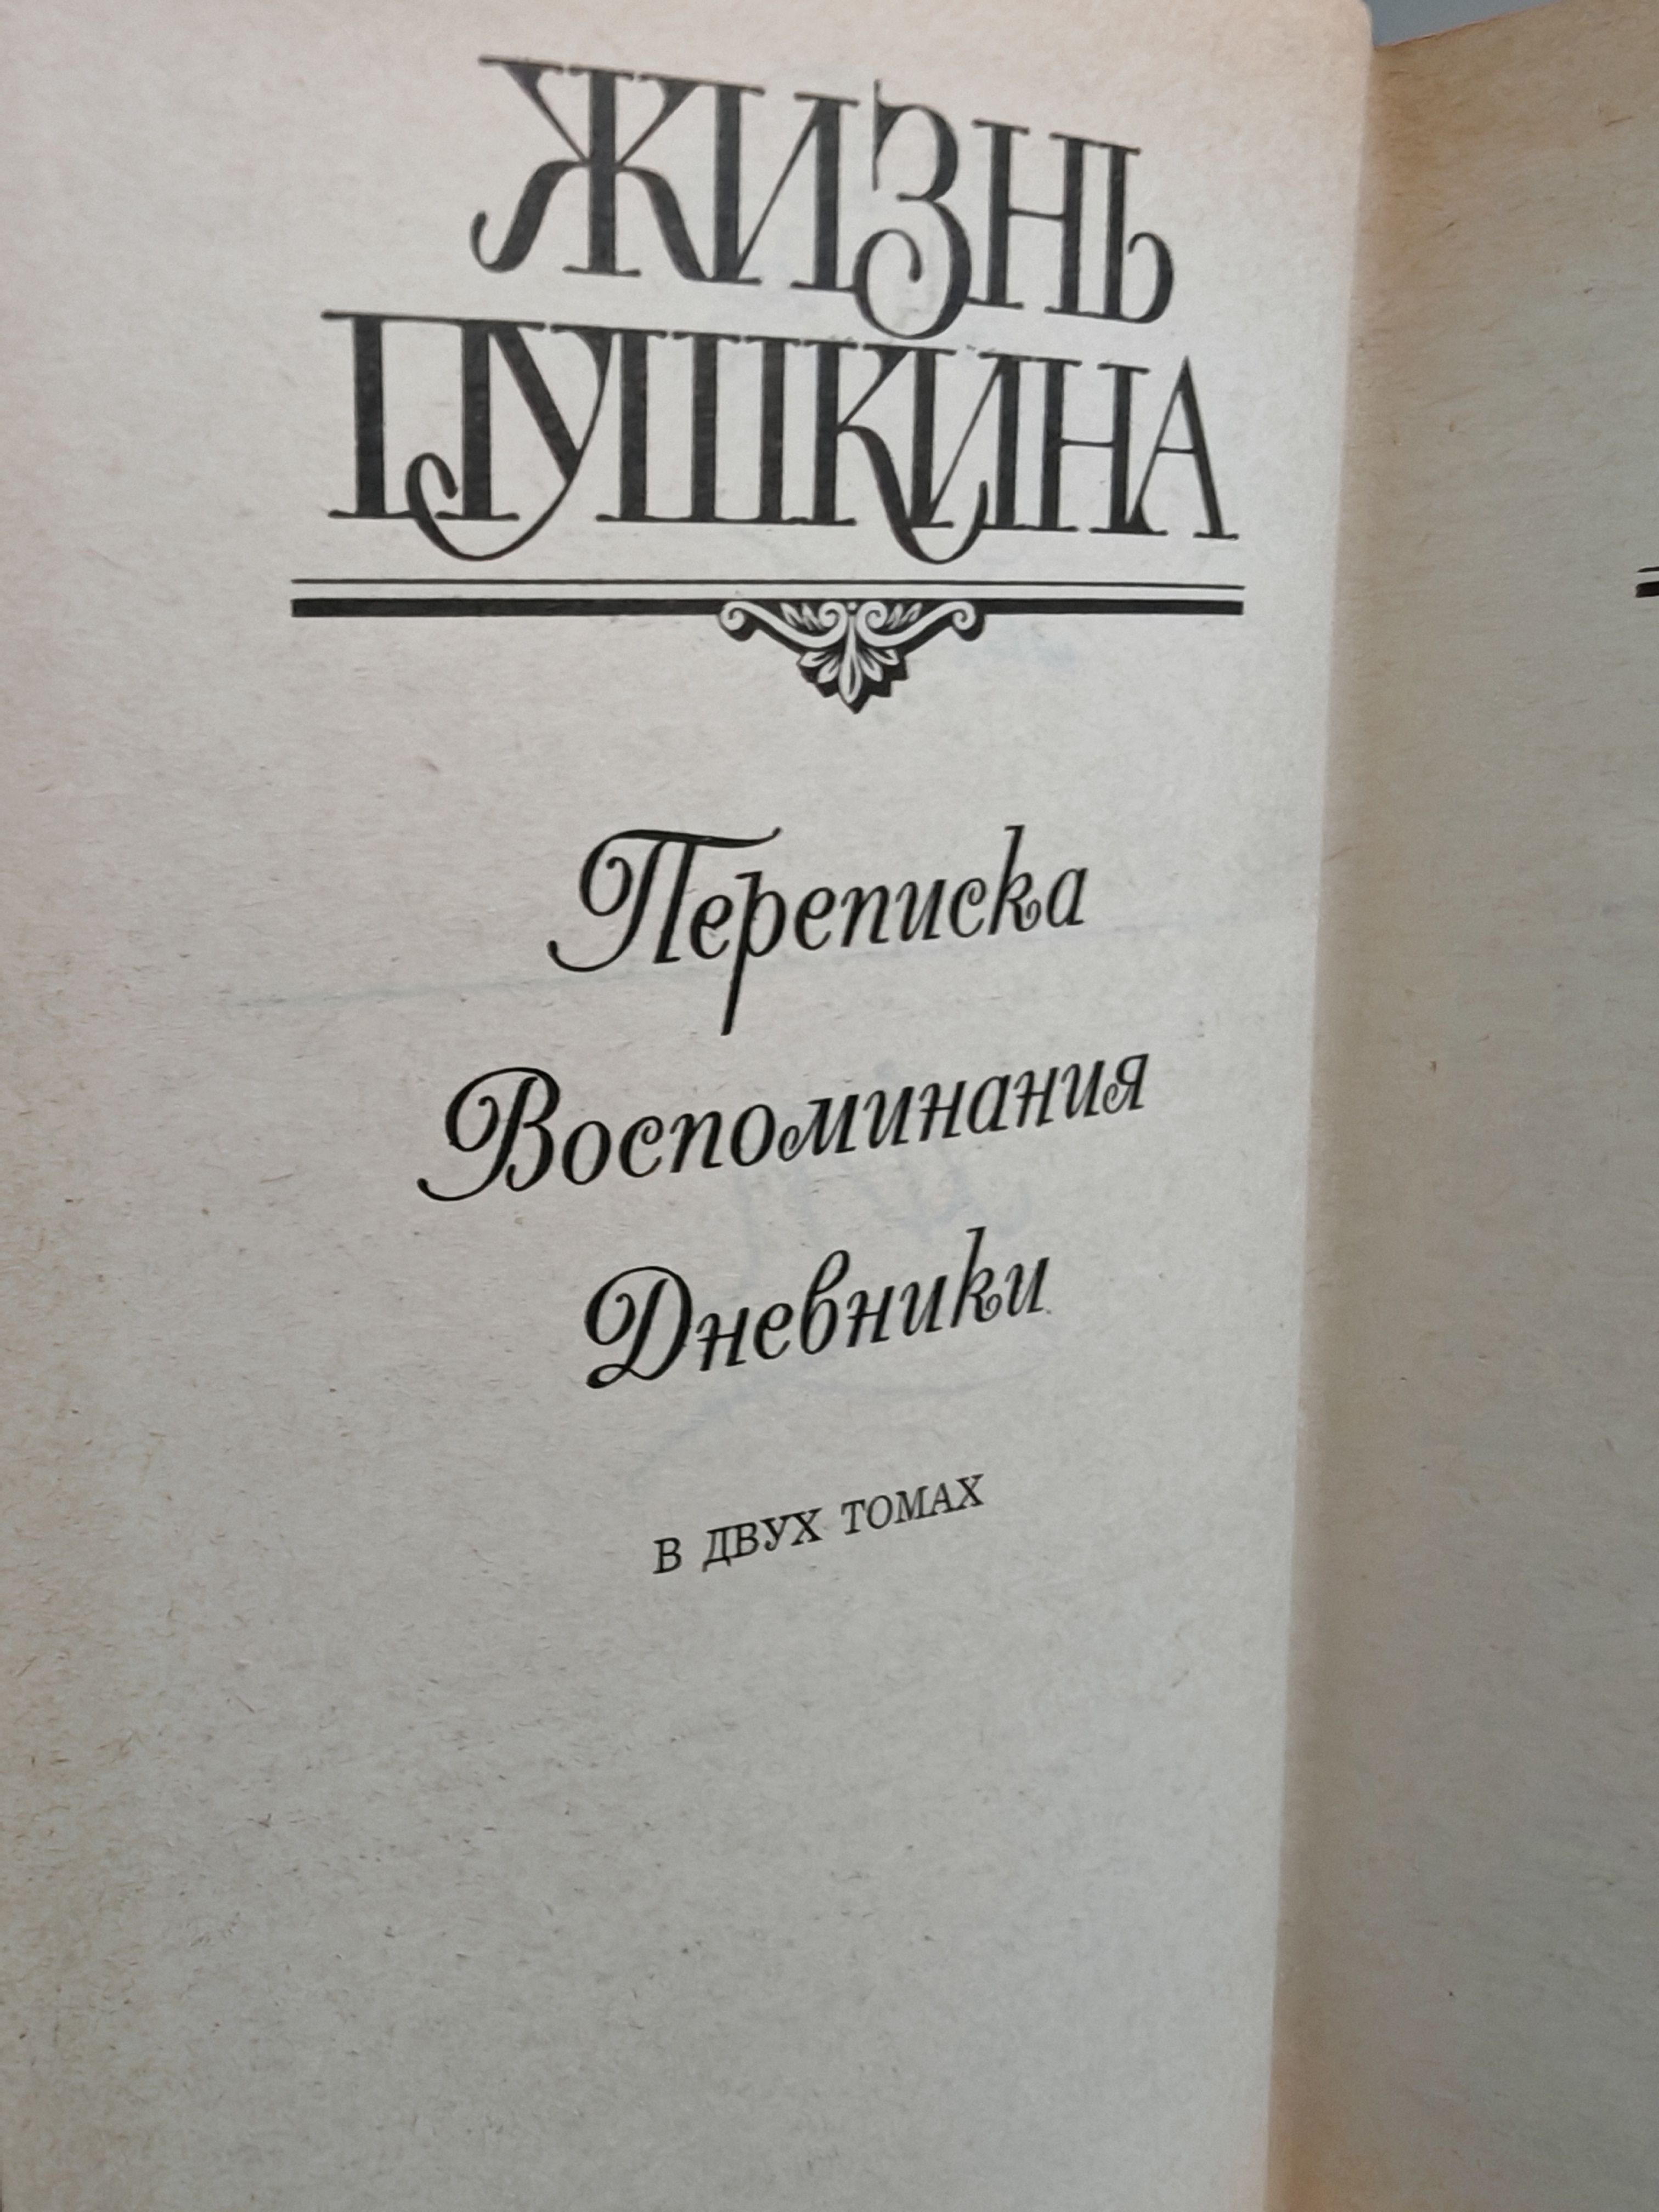 ЖИЗНЬ
ПУШКИНА
Переписка
Воспоминания
Дневники
В ДВУХ ТОМАХ